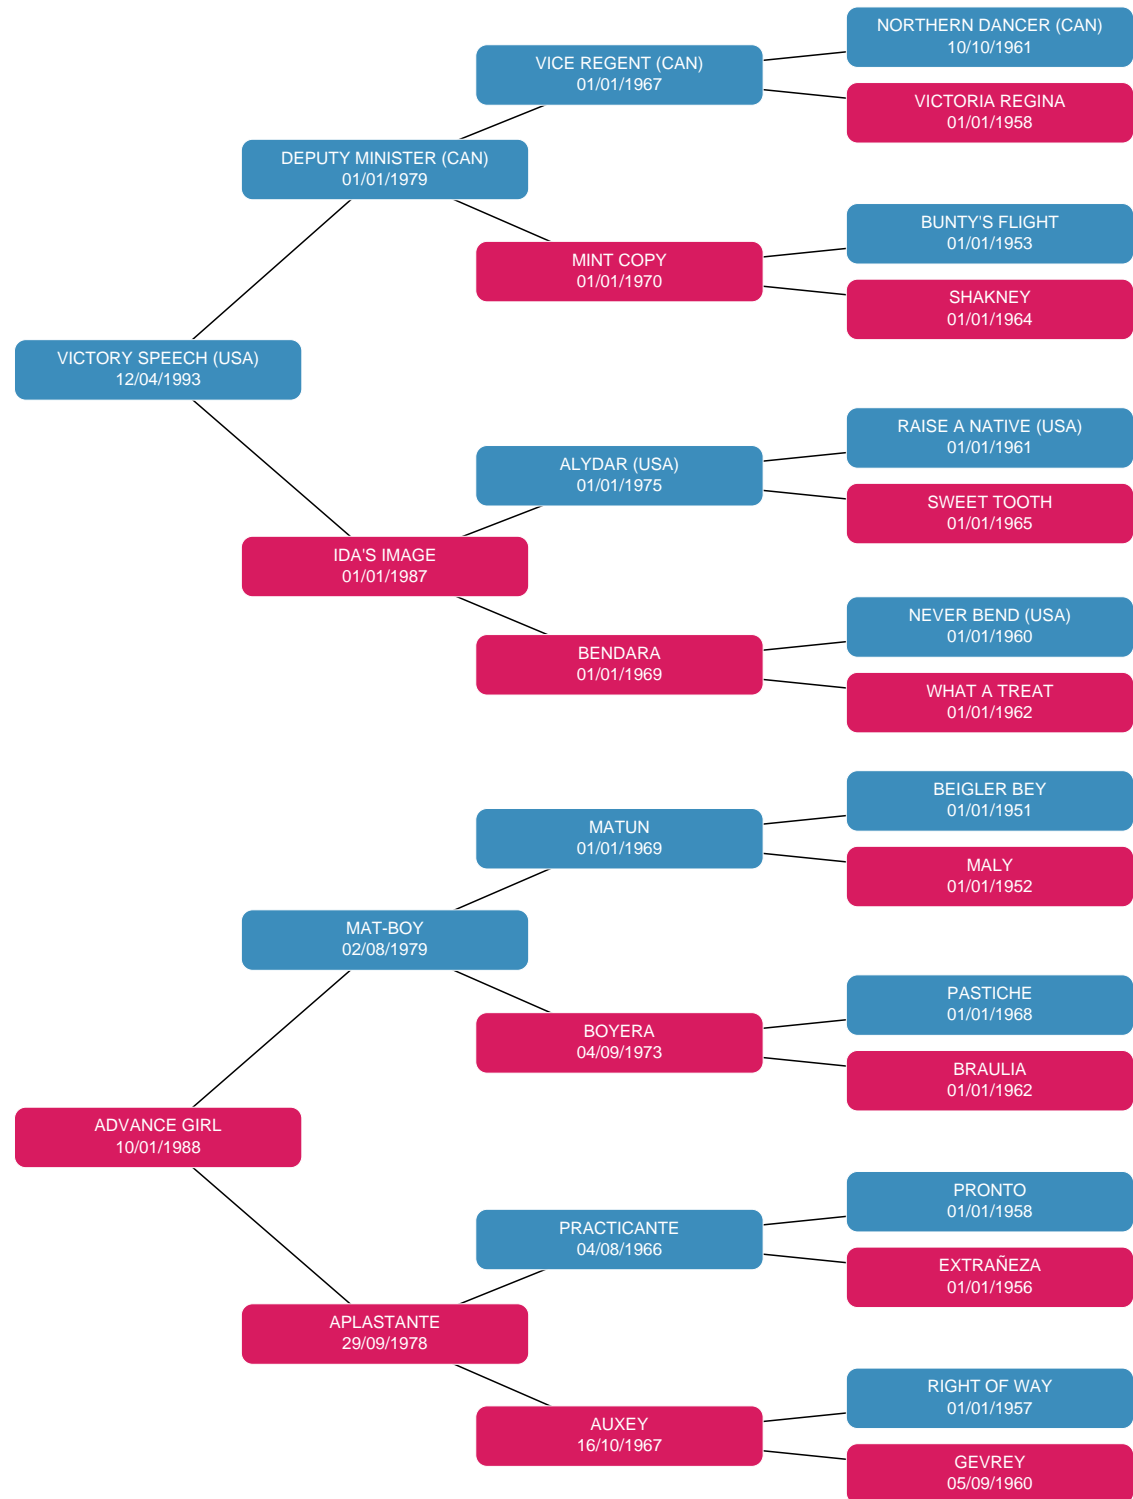 NORTHERN DANCER (CAN)
10/10/1961
VICE REGENT (CAN)
01/01/1967
VICTORIA REGINA
01/01/1958
DEPUTY MINISTER (CAN)
01/01/1979
BUNTY'S FLIGHT
01/01/1953
MINT COPY
01/01/1970
SHAKNEY
01/01/1964
VICTORY SPEECH (USA)
12/04/1993
RAISE A NATIVE (USA)
01/01/1961
ALYDAR (USA)
01/01/1975
SWEET TOOTH
01/01/1965
IDA'S IMAGE
01/01/1987
NEVER BEND (USA)
01/01/1960
BENDARA
01/01/1969
WHAT A TREAT
01/01/1962
BEIGLER BEY
01/01/1951
MATUN
01/01/1969
MALY
01/01/1952
MAT-BOY
02/08/1979
PASTICHE
01/01/1968
BOYERA
04/09/1973
BRAULIA
01/01/1962
ADVANCE GIRL
10/01/1988
PRONTO
01/01/1958
PRACTICANTE
04/08/1966
EXTRAÑEZA
01/01/1956
APLASTANTE
29/09/1978
RIGHT OF WAY
01/01/1957
AUXEY
16/10/1967
GEVREY
05/09/1960